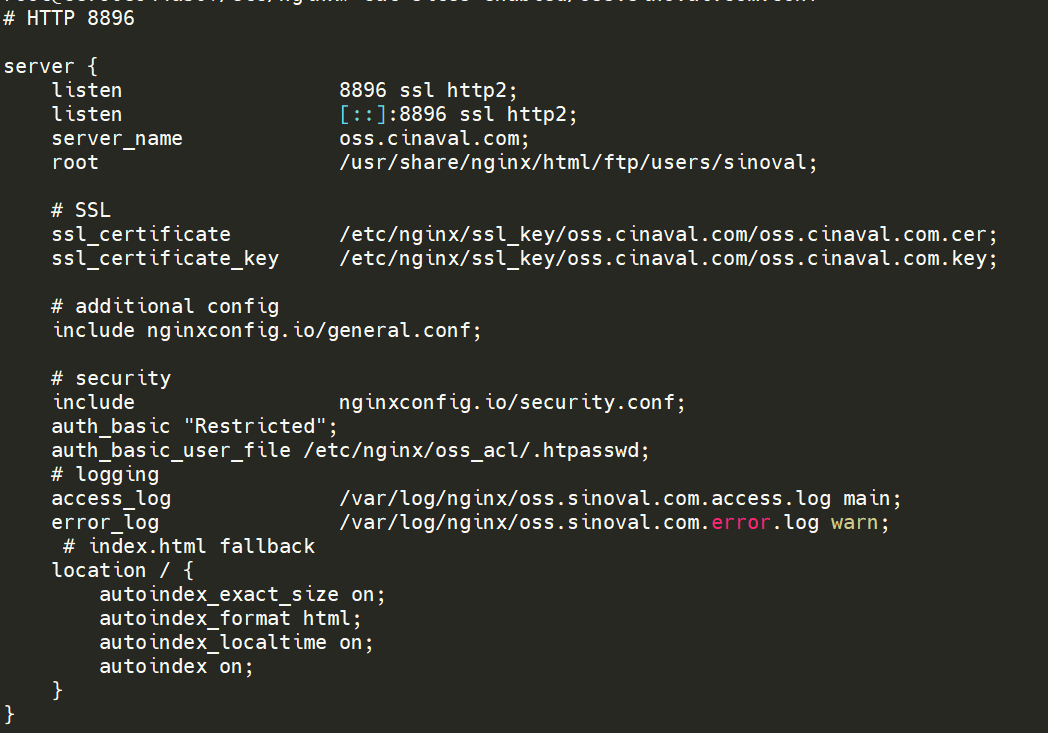 # HTTP 8896
server {
listen 8896 ssl http2;
listen [::]:8896 ssl http2;
server_name oss.cinaval.com;
root /usr/share/nginx/html/ftp/users/sinoval;
# SSL
ssl_certificate /etc/nginx/ssl_key/oss.cinaval.com/oss.cinaval.com.cer;
ssl_certificate_key /etc/nginx/ssl_key/oss.cinaval.com/oss.cinaval.com.key;
# additional config
include nginxconfig.io/general.conf;
# security
include nginxconfig.io/security.conf;
auth_basic "Restricted";
auth_basic_user_file /etc/nginx/oss_acl/.htpasswd;
# logging
access_log /var/log/nginx/oss.sinoval.com.access.log main;
error_log /var/log/nginx/oss.sinoval.com.error.log warn;
# index.html fallback
location / {
autoindex_exact_size on;
autoindex_format html;
autoindex_localtime on;
autoindex on;
}
}